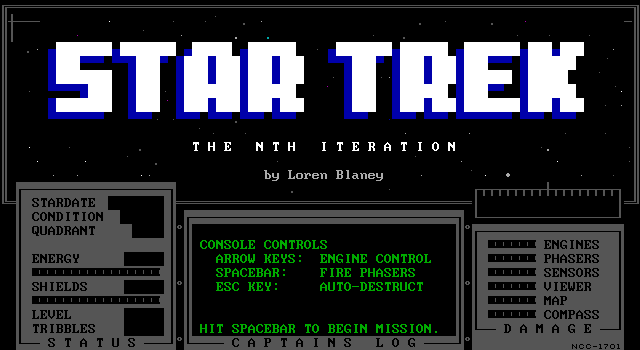 STAR TREK
THE NTH ITERATION
by Loren Blaney
STARDATE
CONDITION
QUADRANT
ENERGY
SHIELDS
LEVEL
TRIBBLES
STATUS
CONSOLE CONTROLS
ARROW KEYS: ENGINE CONTROL
SPACEBAR: FIRE PHASERS
ESC KEY: AUTO-DESTRUCT
HIT SPACEBAR TO BEGIN MISSION.
CAPTAINS LOG
ENGINES
PHASERS
SENSORS
VIEWER
MAP
COMPASS
DAMAGE
NCC-1701